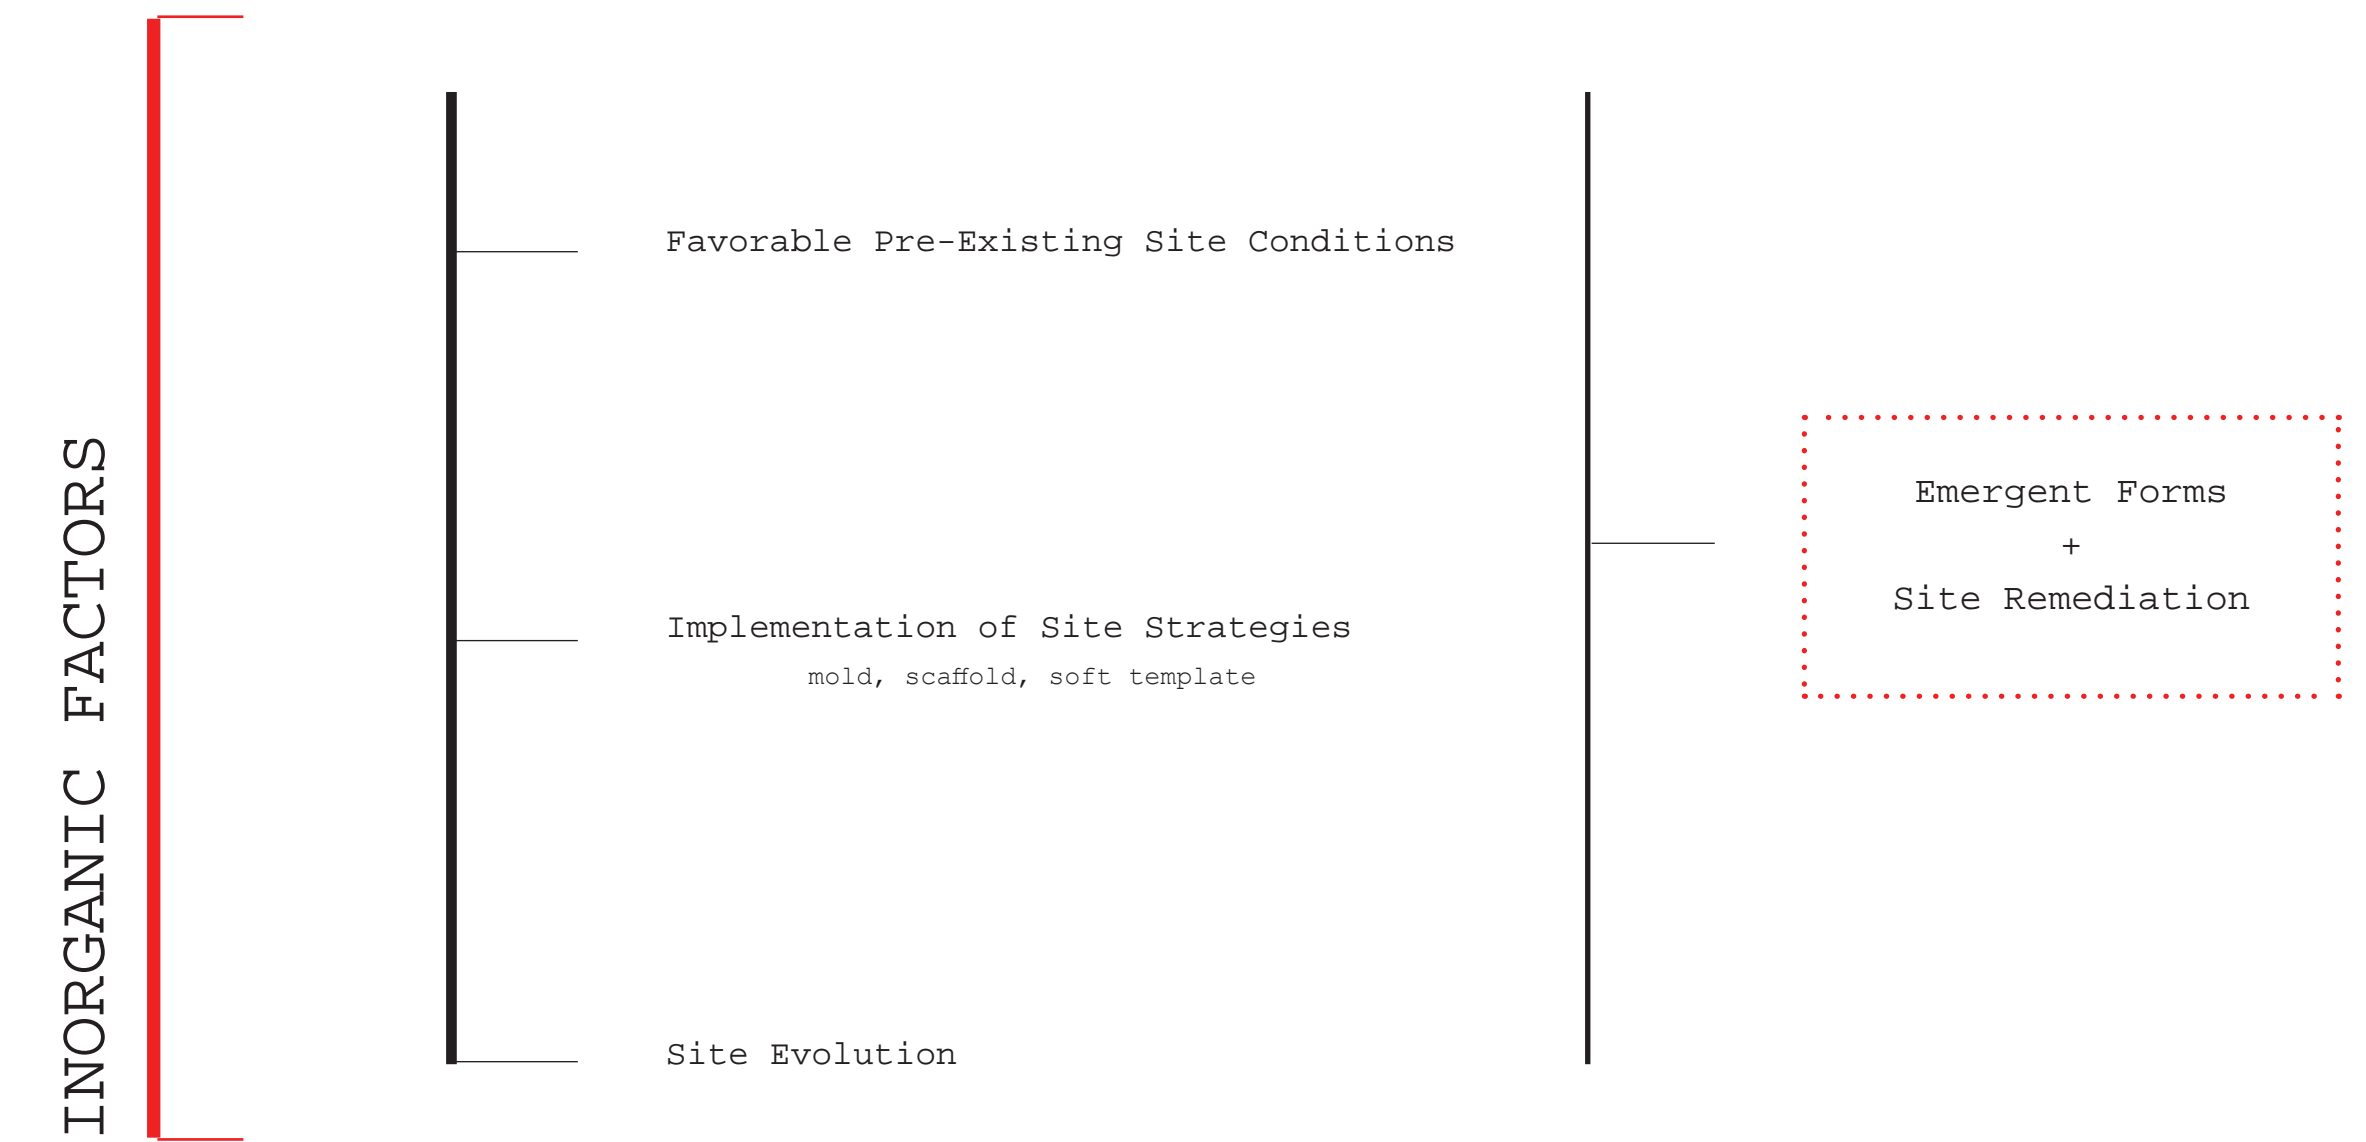 INORGANIC FACTORS
Favorable Pre-Existing Site Conditions
Implementation of Site Strategies
mold, scaffold, soft template
Site Evolution
Emergent Forms
+
Site Remediation